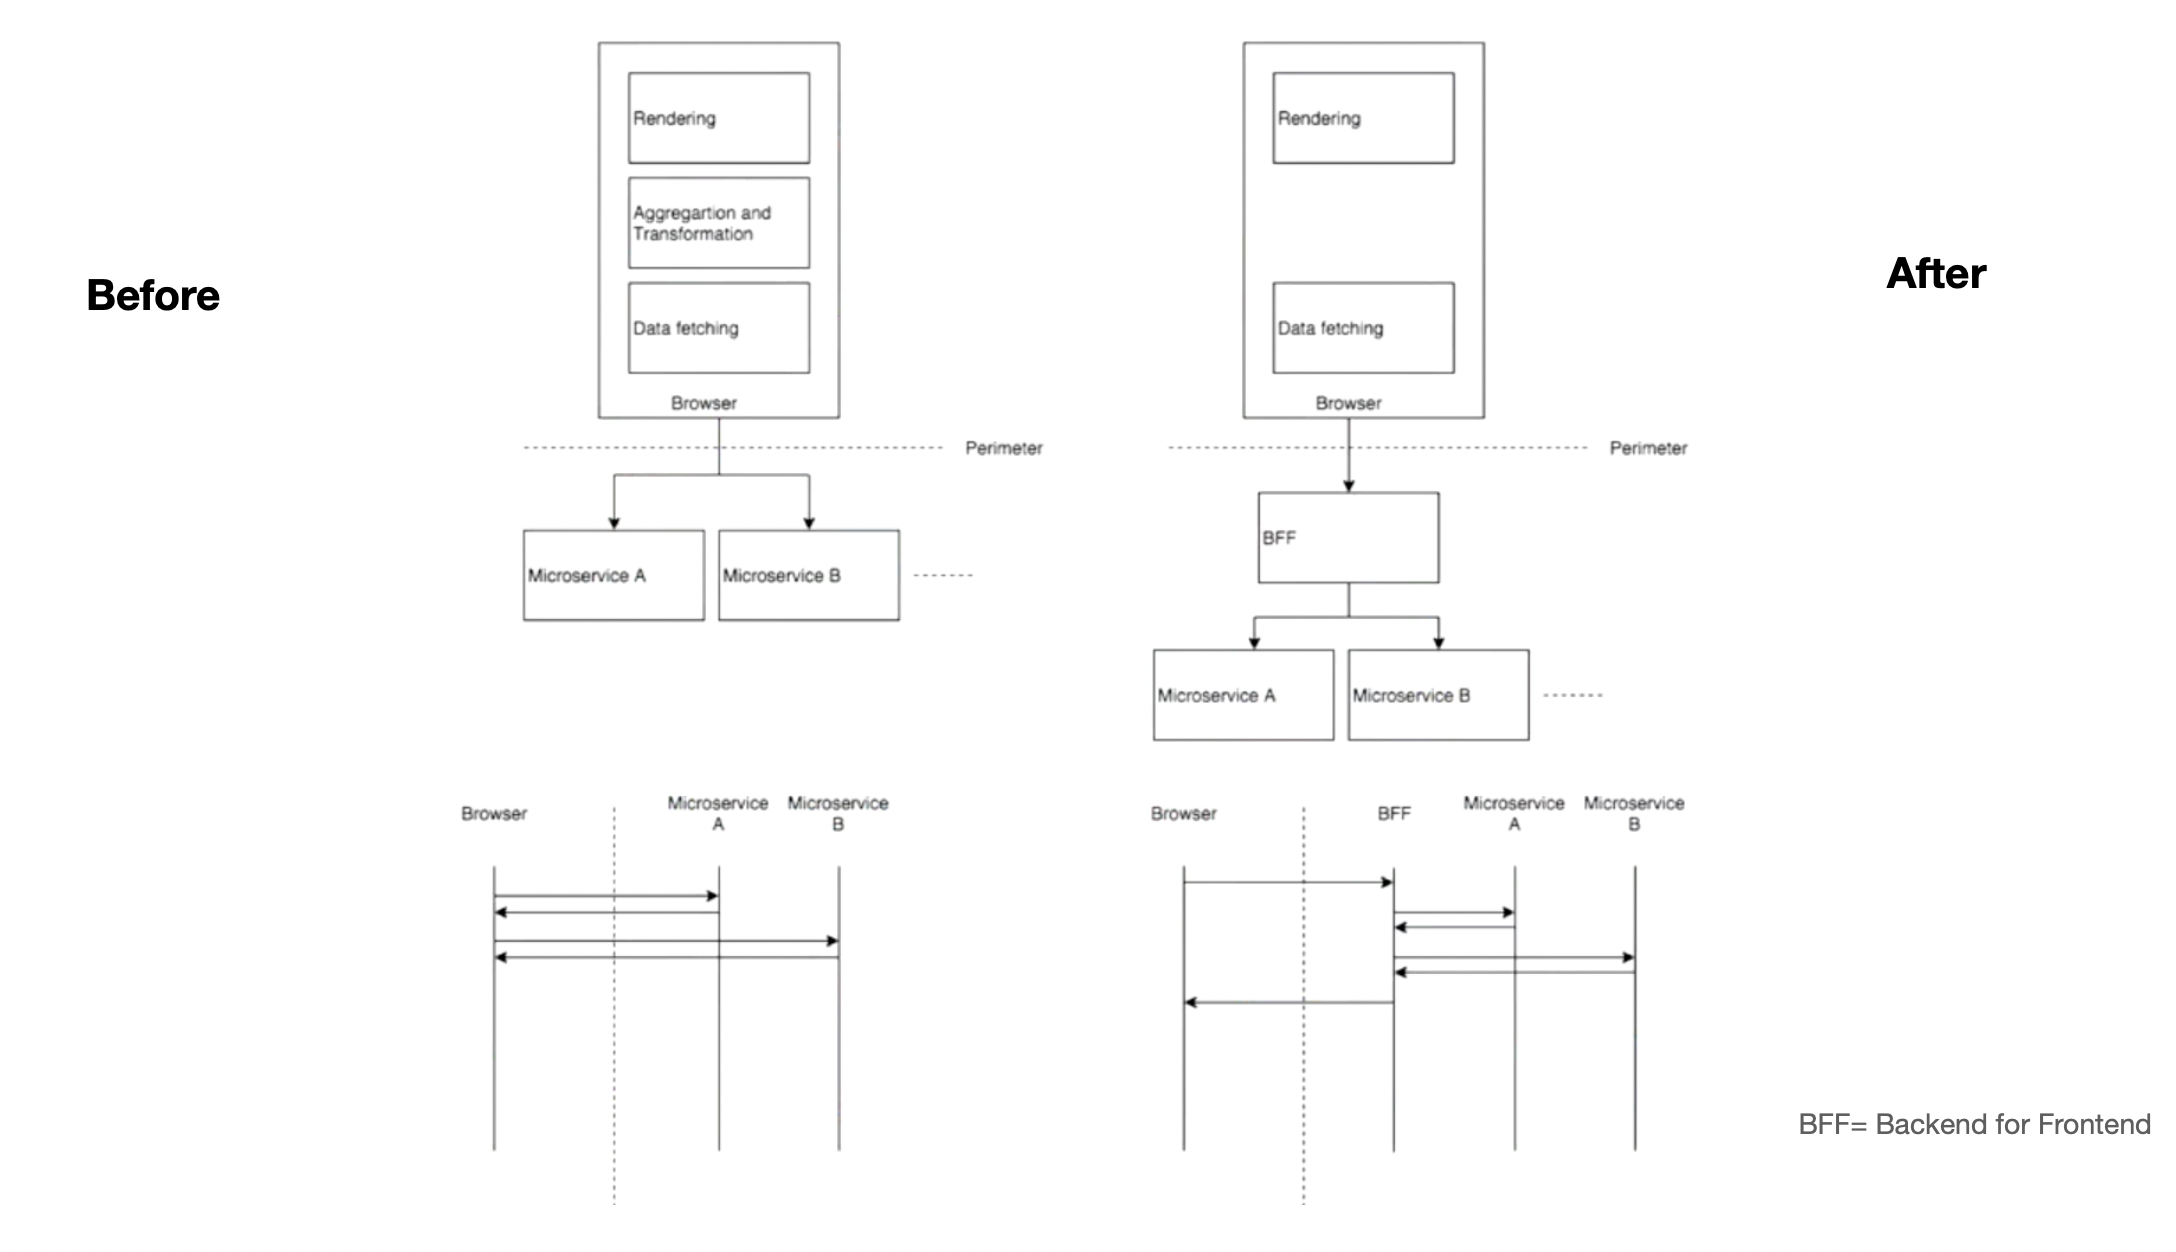 Before
Rendering
Aggregartion and
Transformation
Data fetching
Browser
Perimeter
Microservice A
Microservice B
Browser
Microservice
A
Microservice
B
After
Rendering
Data fetching
Browser
Perimeter
BFF
Microservice A
Microservice B
Browser
BFF
Microservice
A
Microservice
B
BFF= Backend for Frontend